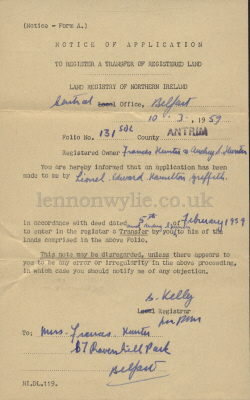 (Notice - Form A.)
NOTICE OF APPLICATION
TO REGISTER A TRANSFER OF REGISTERED LAND
LAND REGISTRY OF NORTHERN IRELAND
Central Local Office, Belfast
10. 3. 1959
Folio No. 131 County ANTRIM
Registered Owner Frances Hunter & Audrey S. Hunter
You are hereby informed that an application has been
made to me by Lionel Edward Hamilton Griffith.
lennonwylie.co.uk
In accordance with deed dated 5th of February 1959
to enter in the register a Transfer by you to him of the
lands comprised in the above Folio.
This note may be disregarded, unless there appears to
you to be any error or irregularity in the above proceeding,
in which case you should notify me of any objection.
S. Kelly
Local Registrar
To: Mrs. Frances Hunter
87 Ravenhill Park
Belfast
NI.DL.119.